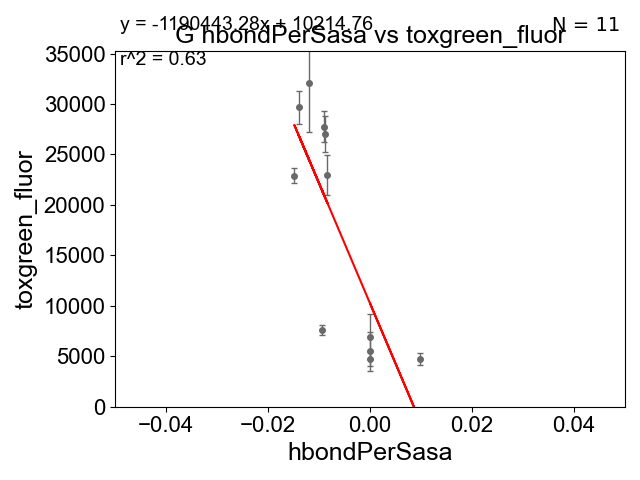 y = -1190443.28x + 10214.76
N = 11
G hbondPerSasa vs toxgreen_fluor
r^2 = 0.63
toxgreen_fluor
35000
30000
25000
20000
15000
10000
5000
0
−0.04 −0.02 0.00 0.02 0.04
hbondPerSasa